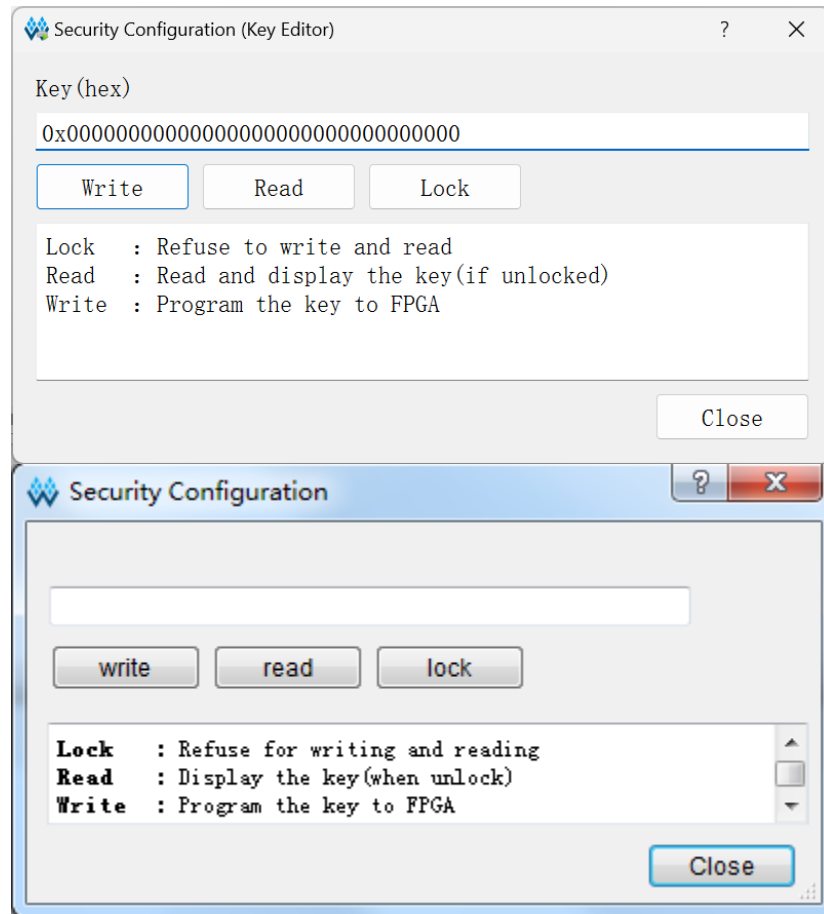 Security Configuration (Key Editor) ?
Key(hex)
0x00000000000000000000000000000000
Write Read Lock
Lock : Refuse to write and read
Read : Read and display the key(if unlocked)
Write : Program the key to FPGA
Close
Security Configuration ?
write read lock
Lock : Refuse for writing and reading
Read : Display the key(when unlock)
Write : Program the key to FPGA
Close